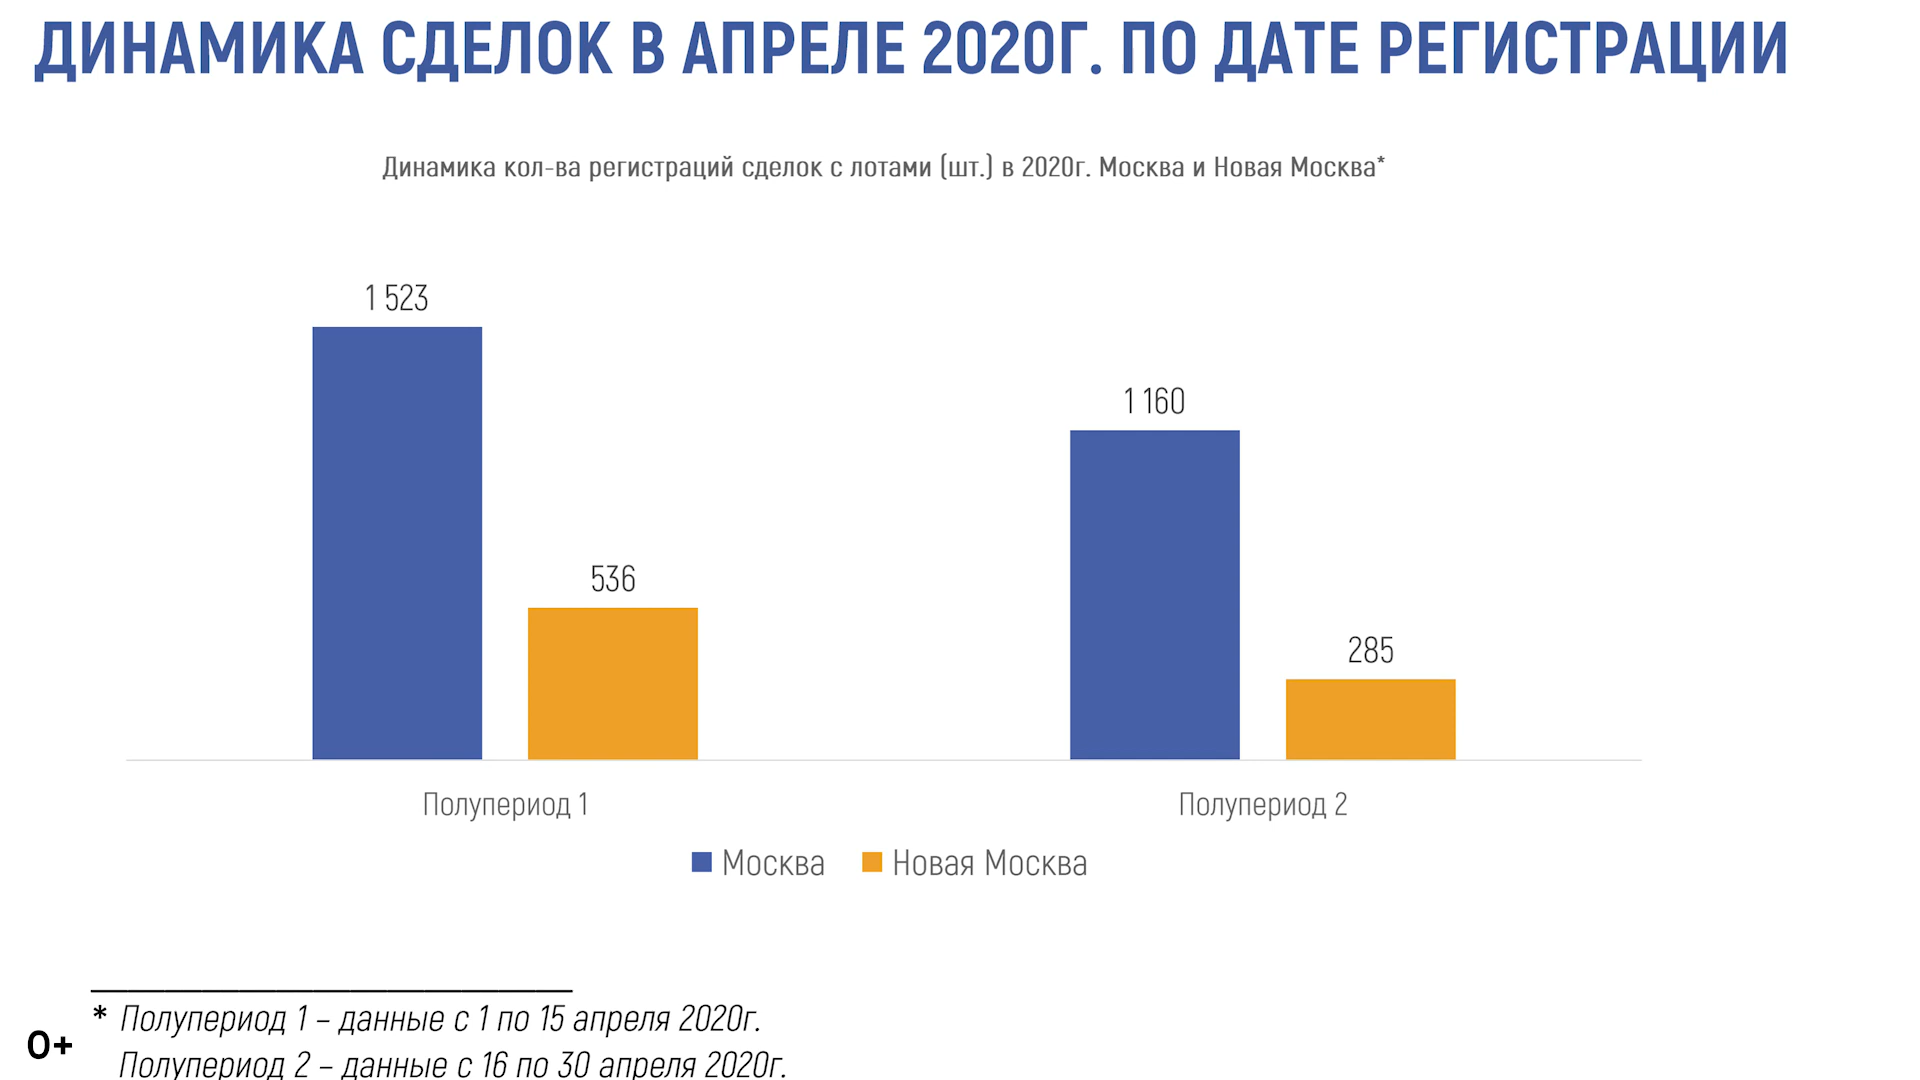 ДИНАМИКА СДЕЛОК В АПРЕЛЕ 2020Г. ПО ДАТЕ РЕГИСТРАЦИИ
Динамика кол-ва регистраций сделок с лотами (шт.) в 2020г. Москва и Новая Москва*
1 523
536
1 160
285
Полупериод 1
Полупериод 2
Москва
Новая Москва
* Полупериод 1 – данные с 1 по 15 апреля 2020г.
Полупериод 2 – данные с 16 по 30 апреля 2020г.
0+